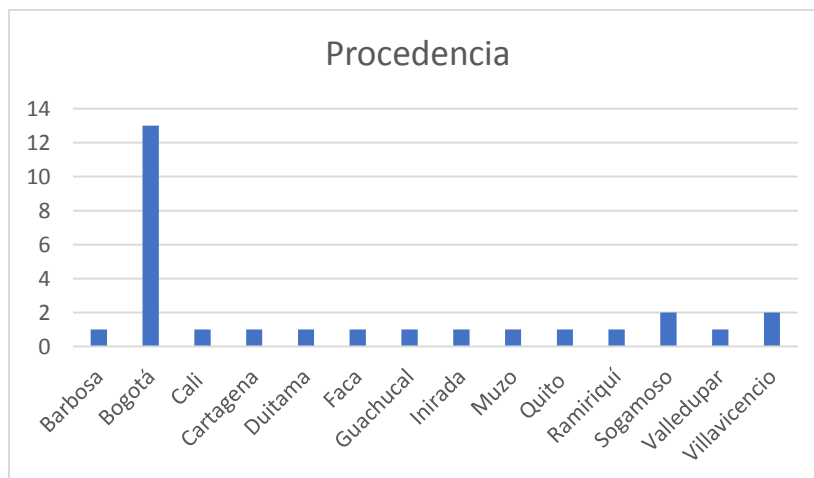 Procedencia
14
12
10
8
6
4
2
0
Barbosa
Bogotá
Cali
Cartagena
Duitama
Faca
Guachucal
Inirada
Muzo
Quito
Ramiriquí
Sogamoso
Valledupar
Villavicencio